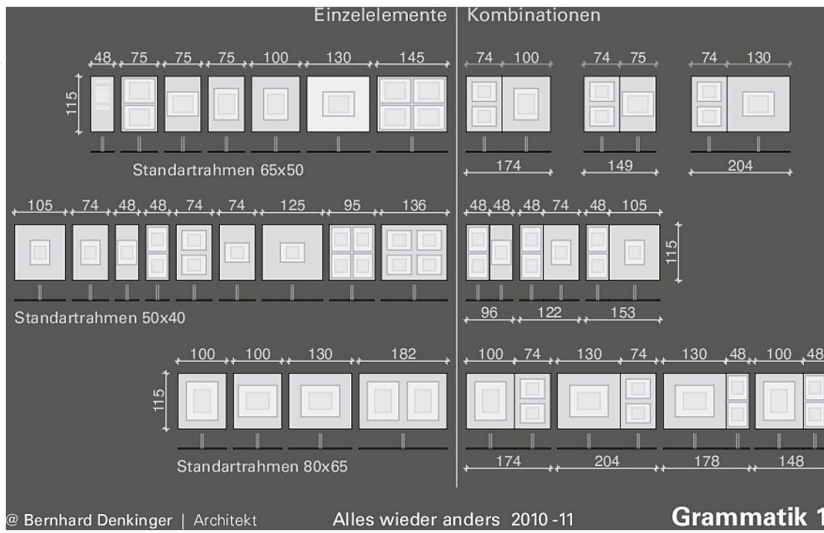 Einzelelemente Kombinationen
48 75 75 75 100 130 145 74 100 74 75 74 130
115
Standartrahmen 65x50 174 149 204
105 74 48 48 74 74 125 95 136 48 48 48 74 48 105
115
Standartrahmen 50x40 96 122 153
100 100 130 182 100 74 130 74 130 48 100 48
115
Standartrahmen 80x65 174 204 178 148
@ Bernhard Denkinger | Architekt Alles wieder anders 2010 -11 Grammatik 1